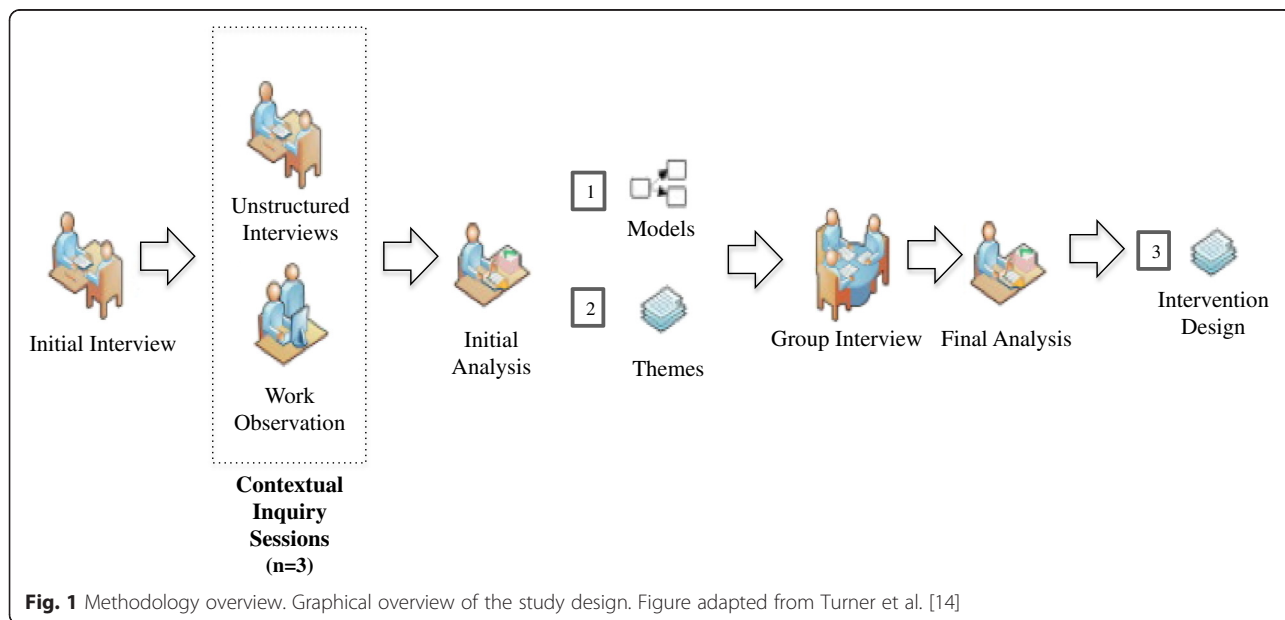 Initial Interview
Unstructured
Interviews
Work
Observation
Contextual
Inquiry
Sessions
(n=3)
Initial
Analysis
1
Models
2
Themes
Group Interview
Final Analysis
3
Intervention
Design
Fig. 1 Methodology overview. Graphical overview of the study design. Figure adapted from Turner et al. [14]